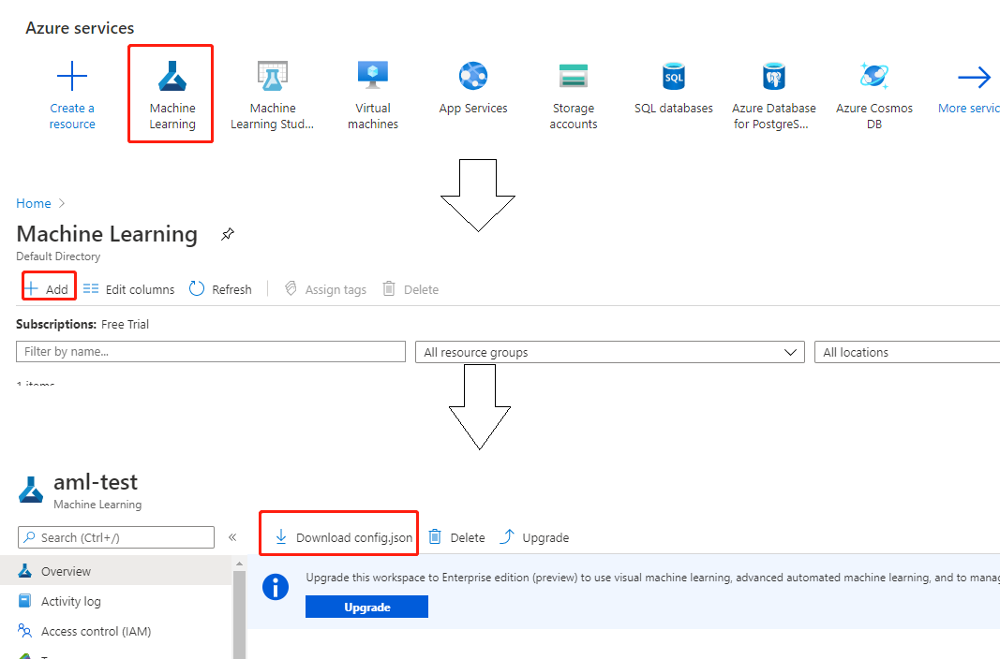 Azure services
Create a resource
Machine Learning
Machine Learning Stud...
Virtual machines
App Services
Storage accounts
SQL
SQL databases
Azure Database for PostgreS...
Azure Cosmos DB
More servic
Home >
Machine Learning
Default Directory
Add
Edit columns
Refresh
Assign tags
Delete
Subscriptions: Free Trial
Filter by name...
All resource groups
All locations
1 items
aml-test
Machine Learning
Search (Ctrl+/)
«
Download config.json
Delete
Upgrade
Overview
Activity log
Access control (IAM)
Upgrade this workspace to Enterprise edition (preview) to use visual machine learning, advanced automated machine learning, and to manag
Upgrade